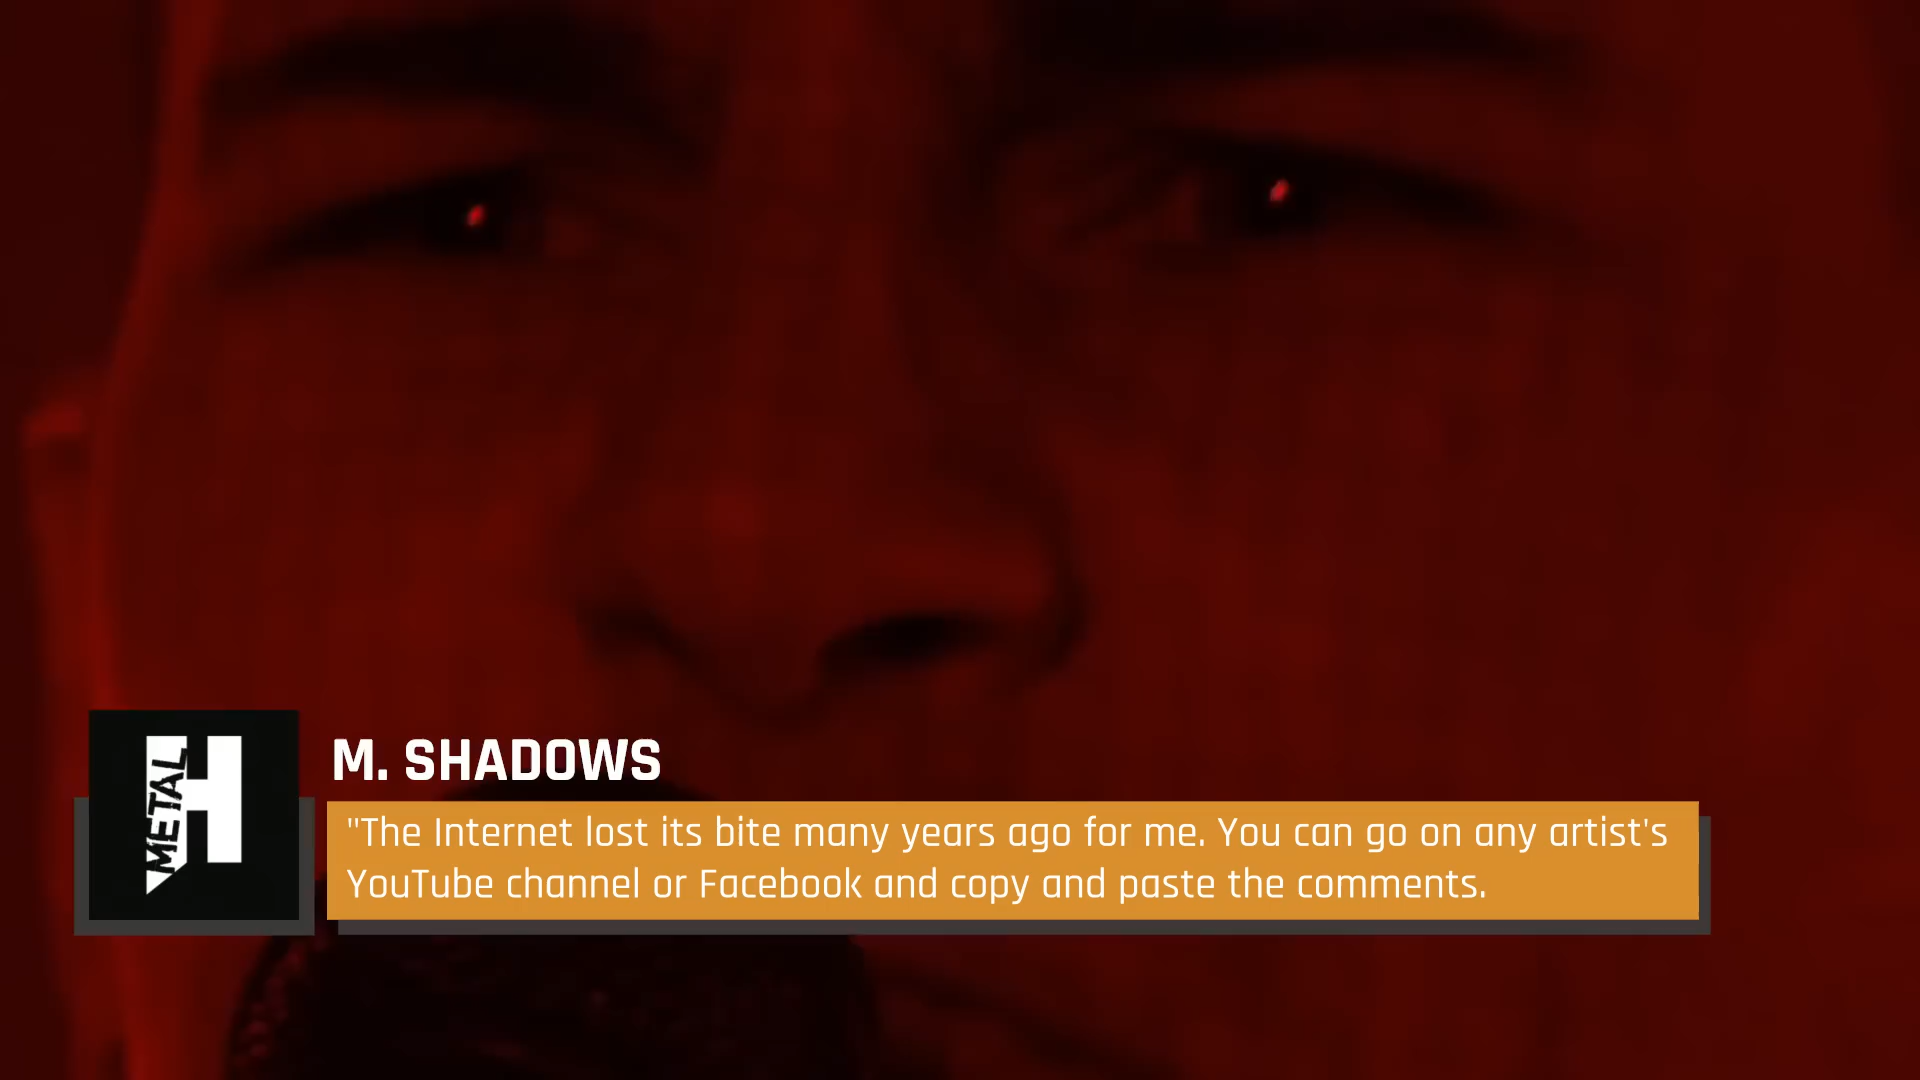 METAL
H
M. SHADOWS
"The Internet lost its bite many years ago for me. You can go on any artist's
YouTube channel or Facebook and copy and paste the comments.